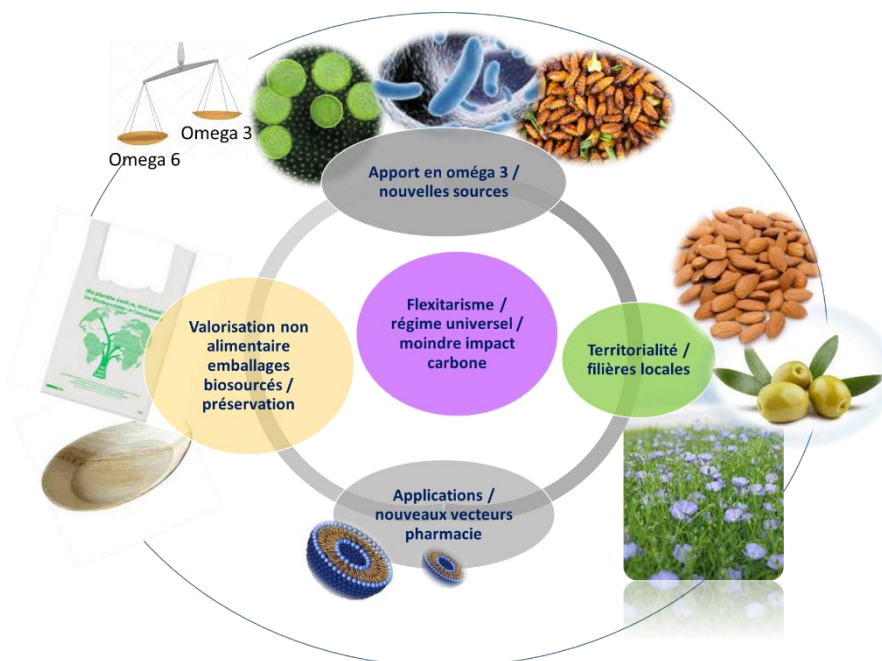 Omega 3
Omega 6
Apport en oméga 3 /
nouvelles sources
Valorisation non
alimentaire
emballages
biosourcés /
préservation
Flexitarisme /
régime universel /
moindre impact
carbone
Territorialité /
filières locales
Applications /
nouveaux vecteurs
pharmacie